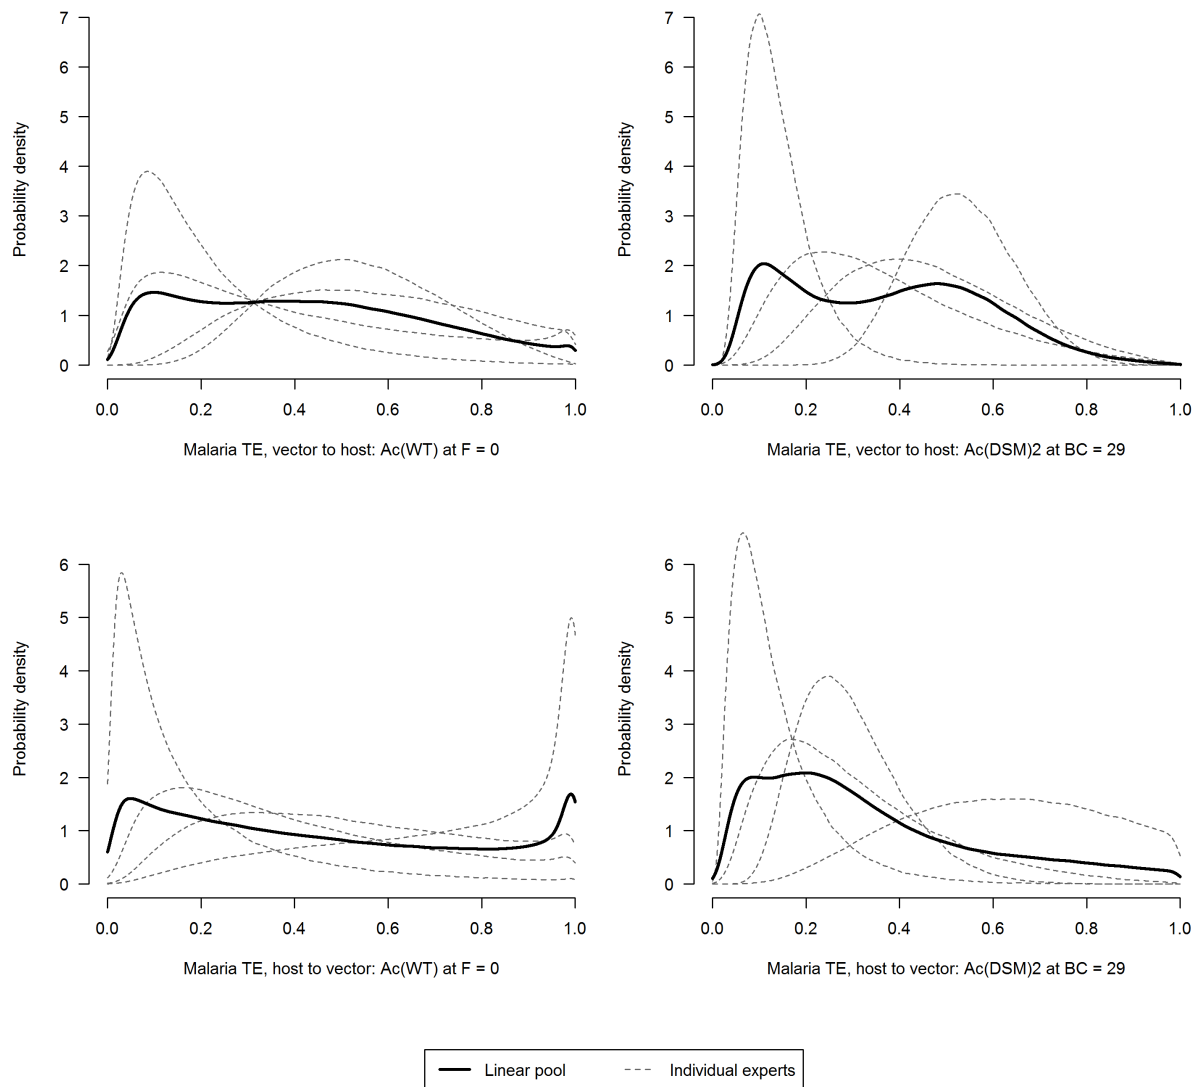 Probability density
7
6
5
4
3
2
1
0
0.0 0.2 0.4 0.6 0.8 1.0
Malaria TE, vector to host: Ac(WT) at F = 0
Probability density
7
6
5
4
3
2
1
0
0.0 0.2 0.4 0.6 0.8 1.0
Malaria TE, vector to host: Ac(DSM)2 at BC = 29
Probability density
6
5
4
3
2
1
0
0.0 0.2 0.4 0.6 0.8 1.0
Malaria TE, host to vector: Ac(WT) at F = 0
Probability density
6
5
4
3
2
1
0
0.0 0.2 0.4 0.6 0.8 1.0
Malaria TE, host to vector: Ac(DSM)2 at BC = 29
Linear pool Individual experts